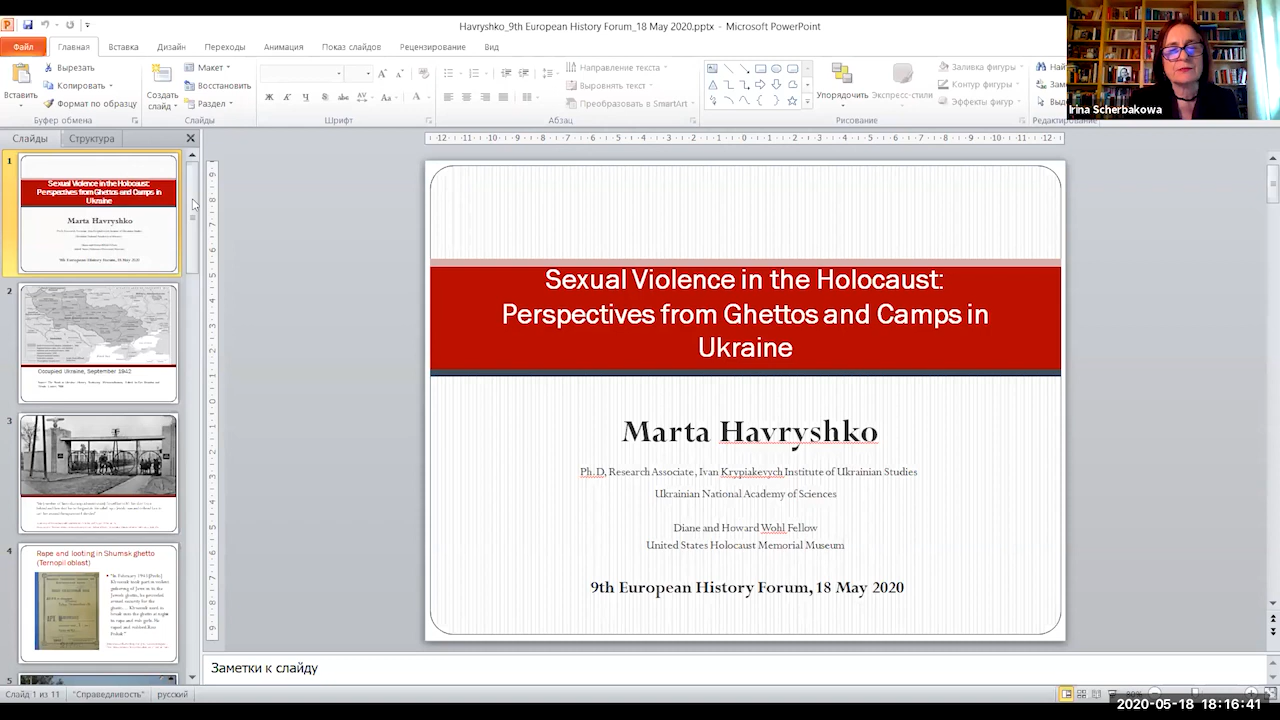 Havryshko_9th European History Forum_18 May 2020.pptx - Microsoft PowerPoint
Файл
Главная
Вставка
Дизайн
Переходы
Анимация
Показ слайдов
Рецензирование
Вид
Вставить
Вырезать
Копировать
Формат по образцу
Буфер обмена
Создать
слайд
Макет
Восстановить
Раздел
Слайды
Шрифт
Направление текста
Выровнять текст
Преобразовать в SmartArt
Абзац
Упорядочить
Экспресс-стили
Заливка фигуры
Контур фигуры
Эффекты фигур
Рисование
Irina Scherbakowa
Слайды
Структура
1
Sexual Violence in the Holocaust:
Perspectives from Ghettos and Camps in
Ukraine
Marta Havryshko
9th European History Forum, 18 May 2020
2
Occupied Ukraine, September 1942
3
4
Rape and looting in Shumsk ghetto
(Ternopil oblast)
5
Sexual Violence in the Holocaust:
Perspectives from Ghettos and Camps in
Ukraine
Marta Havryshko
Ph.D, Research Associate, Ivan Krypiakevych Institute of Ukrainian Studies
Ukrainian National Academy of Sciences
Diane and Howard Wohl Fellow
United States Holocaust Memorial Museum
9th European History Forum, 18 May 2020
Заметки к слайду
Слайд 1 из 11
"Справедливость"
русский
2020-05-18 18:16:41